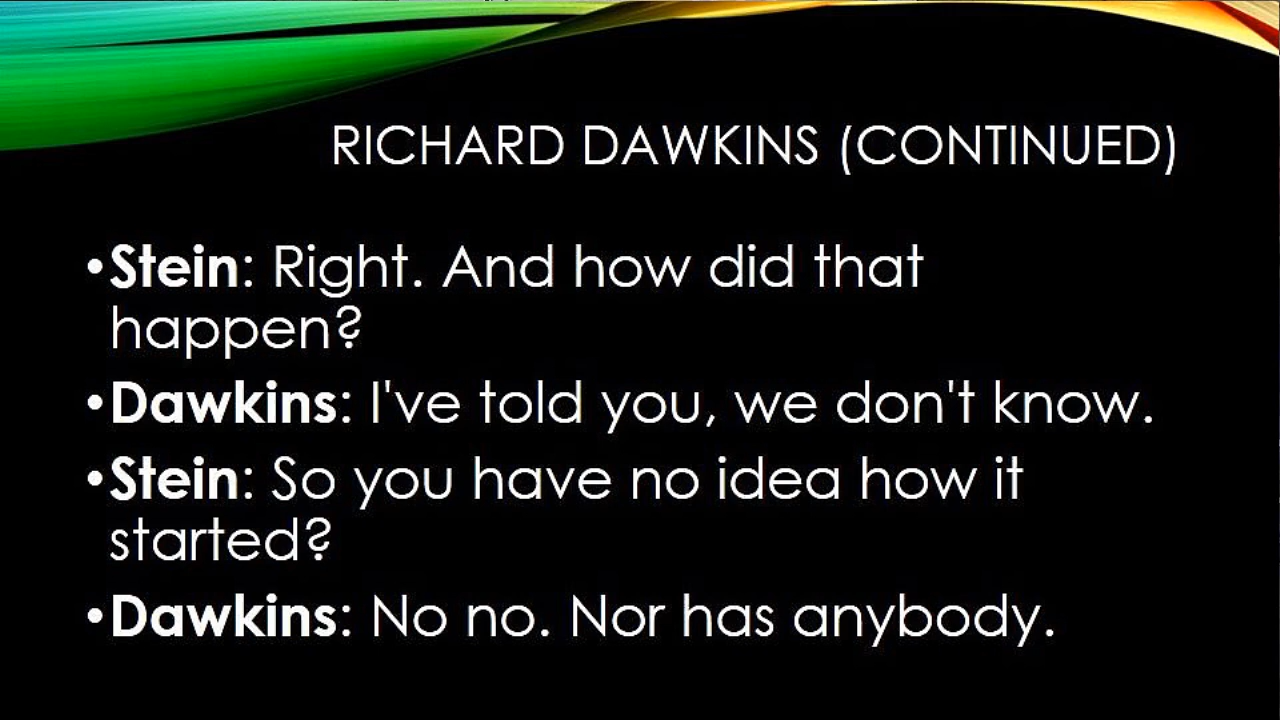 RICHARD DAWKINS (CONTINUED)
•Stein: Right. And how did that
happen?
•Dawkins: I've told you, we don't know.
•Stein: So you have no idea how it
started?
•Dawkins: No no. Nor has anybody.